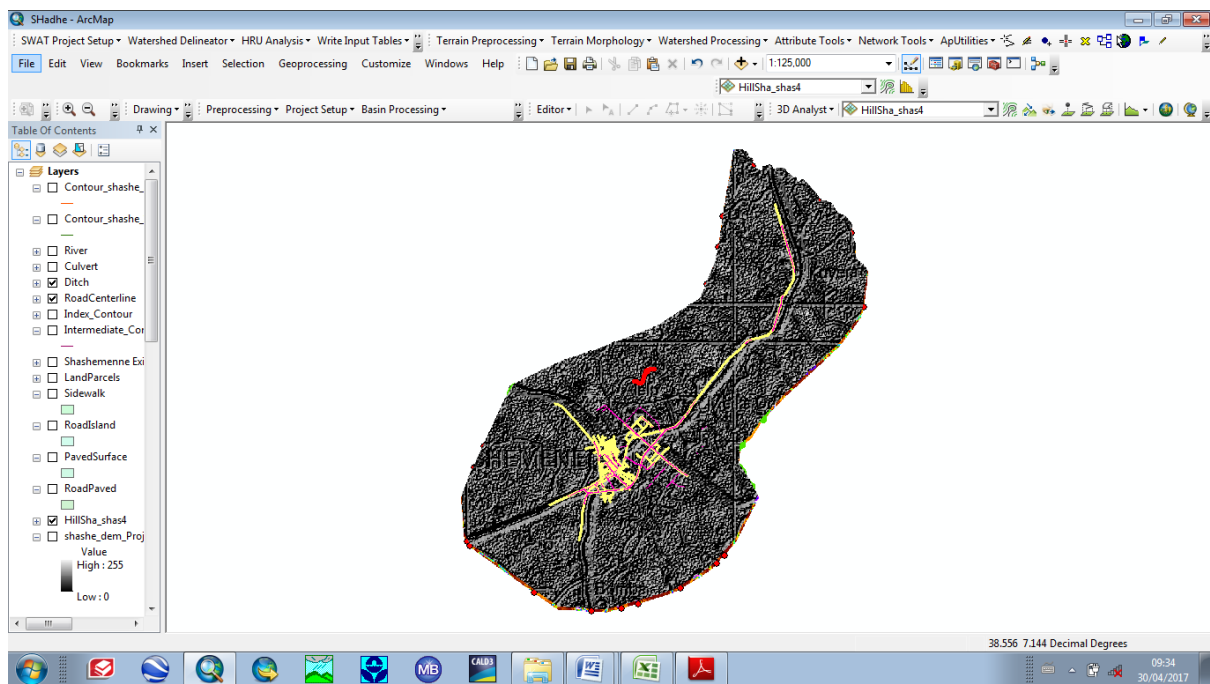 SHadhe - ArcMap
SWAT Project Setup Watershed Delineator HRU Analysis Write Input Tables Terrain Preprocessing Terrain Morphology Watershed Processing Attribute Tools Network Tools ApUtilities
File Edit View Bookmarks Insert Selection Geoprocessing Customize Windows Help 1:125,000
HillSha_shas4
Drawing Preprocessing Project Setup Basin Processing Editor 3D Analyst HillSha_shas4
Table Of Contents
Layers
Contour_shashe_
Contour_shashe_
River
Culvert
Ditch
RoadCenterline
Index_Contour
Intermediate_Cor
Shashemenne Exi
LandParcels
Sidewalk
RoadIsland
PavedSurface
RoadPaved
HillSha_shas4
shashe_dem_Proj
Value
High : 255
Low : 0
38.556 7.144 Decimal Degrees
MB
CALD3
09:34
30/04/2017